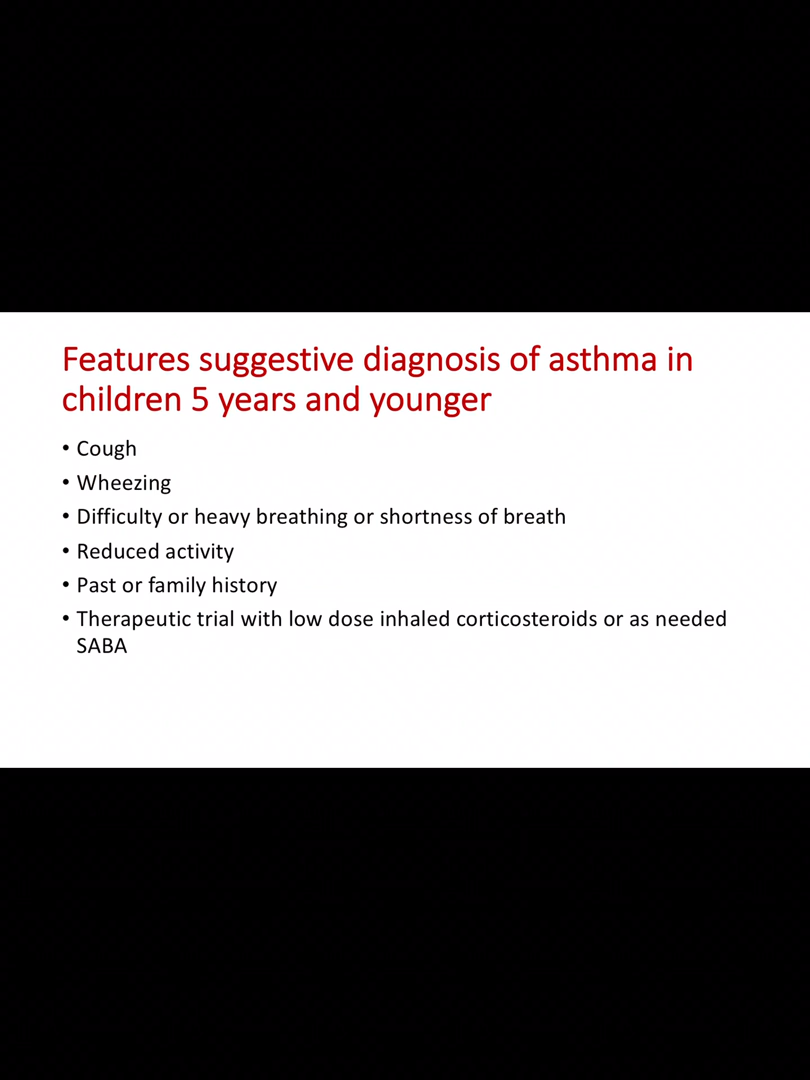 Features suggestive diagnosis of asthma in
children 5 years and younger
• Cough
• Wheezing
• Difficulty or heavy breathing or shortness of breath
• Reduced activity
• Past or family history
• Therapeutic trial with low dose inhaled corticosteroids or as needed
SABA